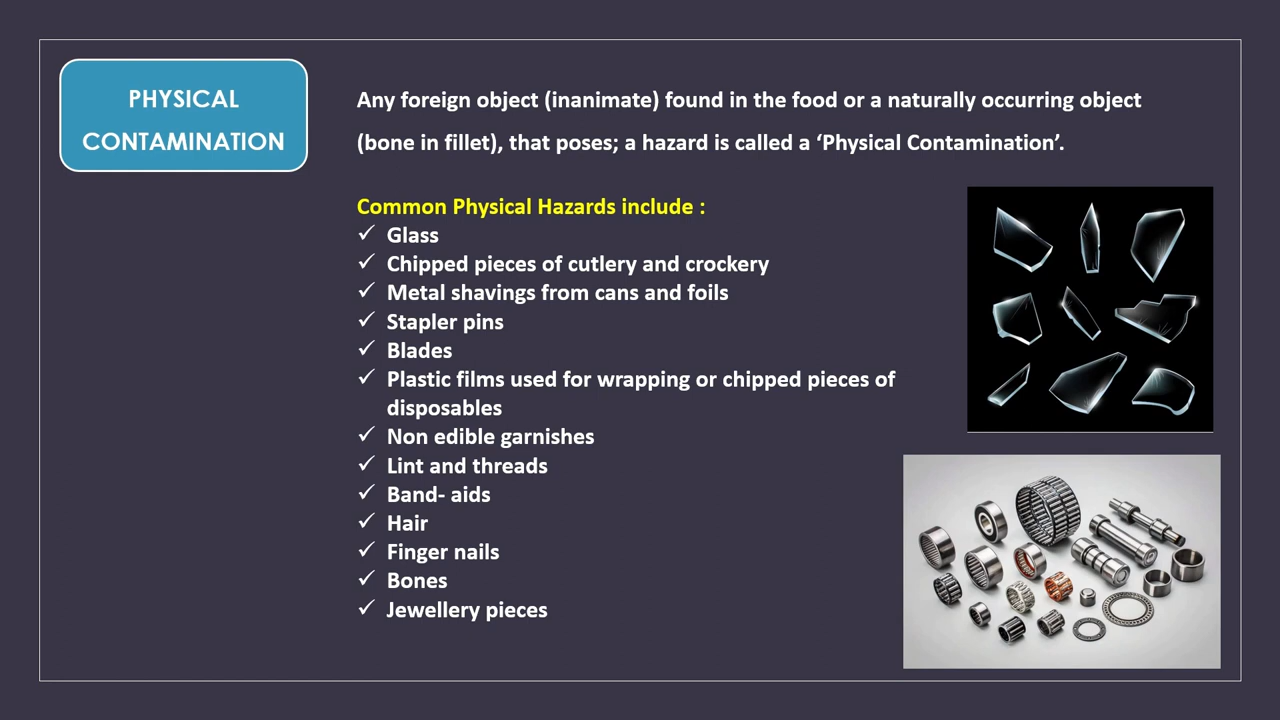 PHYSICAL
CONTAMINATION
Any foreign object (inanimate) found in the food or a naturally occurring object
(bone in fillet), that poses; a hazard is called a ‘Physical Contamination’.
Common Physical Hazards include :
✓ Glass
✓ Chipped pieces of cutlery and crockery
✓ Metal shavings from cans and foils
✓ Stapler pins
✓ Blades
✓ Plastic films used for wrapping or chipped pieces of
disposables
✓ Non edible garnishes
✓ Lint and threads
✓ Band- aids
✓ Hair
✓ Finger nails
✓ Bones
✓ Jewellery pieces